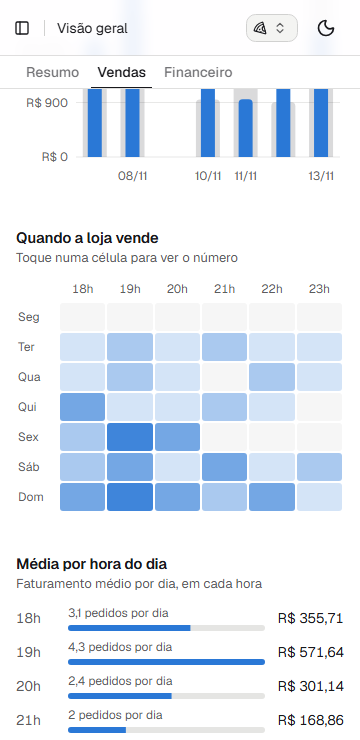 Visão geral
Resumo Vendas Financeiro
R$ 900
R$ 0
08/11 10/11 11/11 13/11
Quando a loja vende
Toque numa célula para ver o número
18h 19h 20h 21h 22h 23h
Seg
Ter
Qua
Qui
Sex
Sáb
Dom
Média por hora do dia
Faturamento médio por dia, em cada hora
18h 3,1 pedidos por dia R$ 355,71
19h 4,3 pedidos por dia R$ 571,64
20h 2,4 pedidos por dia R$ 301,14
21h 2 pedidos por dia R$ 168,86